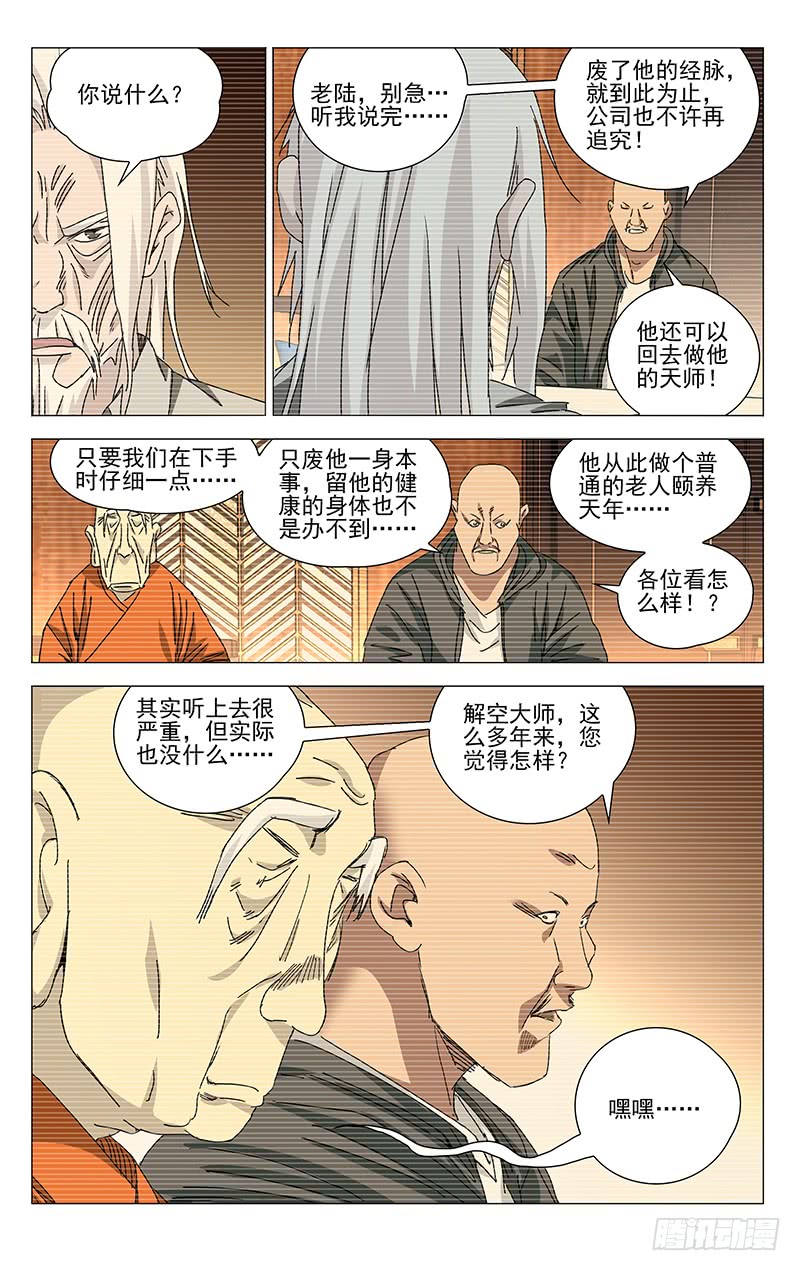 你说什么？
老陆，别急…
听我说完……
废了他的经脉，
就到此为止，
公司也不许再
追究！
他还可以
回去做他
的天师！
只要我们在下手
时仔细一点……
只废他一身本
事，留他的健
康的身体也不
是办不到……
他从此做个普
通的老人颐养
天年……
各位看怎
么样！？
其实听上去很
严重，但实际
也没什么……
解空大师，这
么多年来，您
觉得怎样？
嘿嘿……
腾讯动漫